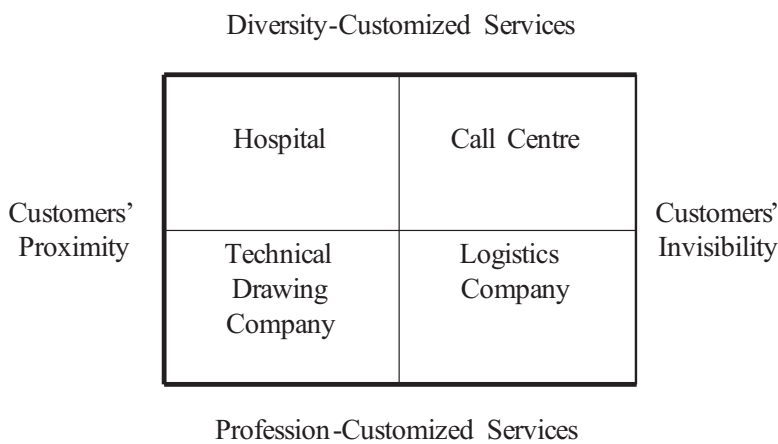 Diversity-Customized Services
Hospital
Call Centre
Customers’
Proximity
Customers’
Invisibility
Technical
Drawing
Company
Logistics
Company
Profession-Customized Services